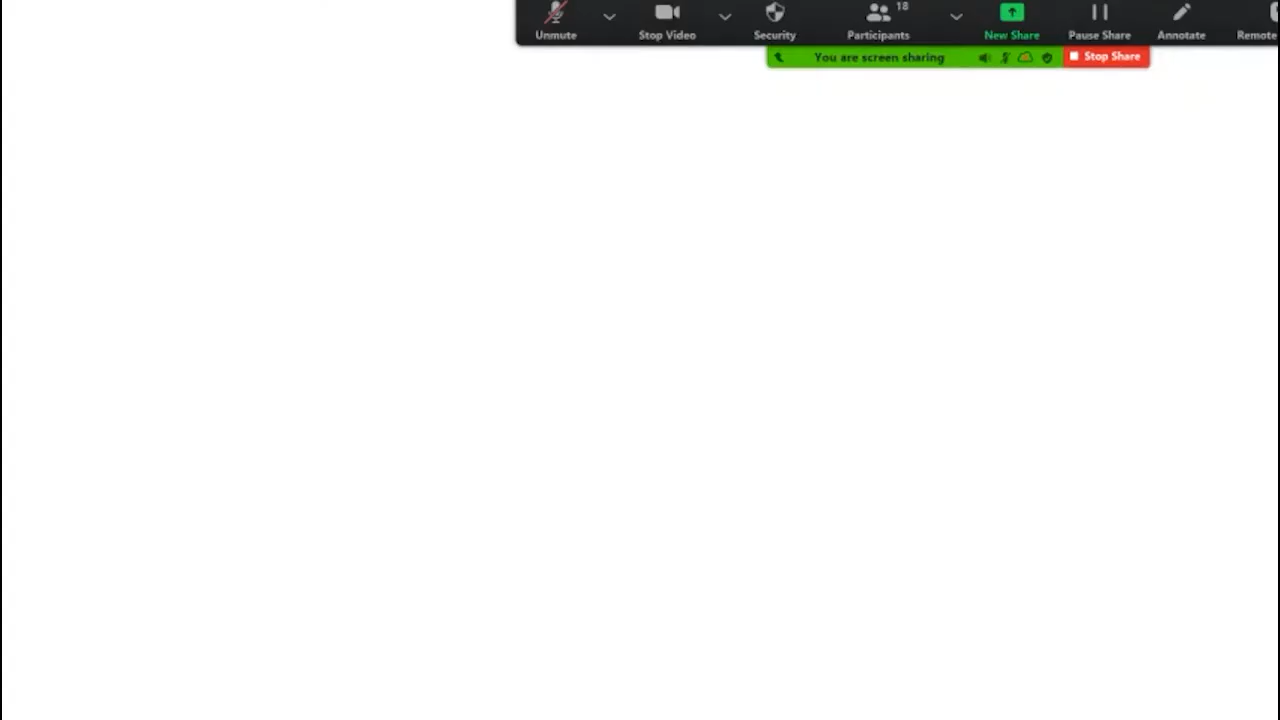 18
Unmute Stop Video Security Participants New Share Pause Share Annotate Remote
You are screen sharing Stop Share